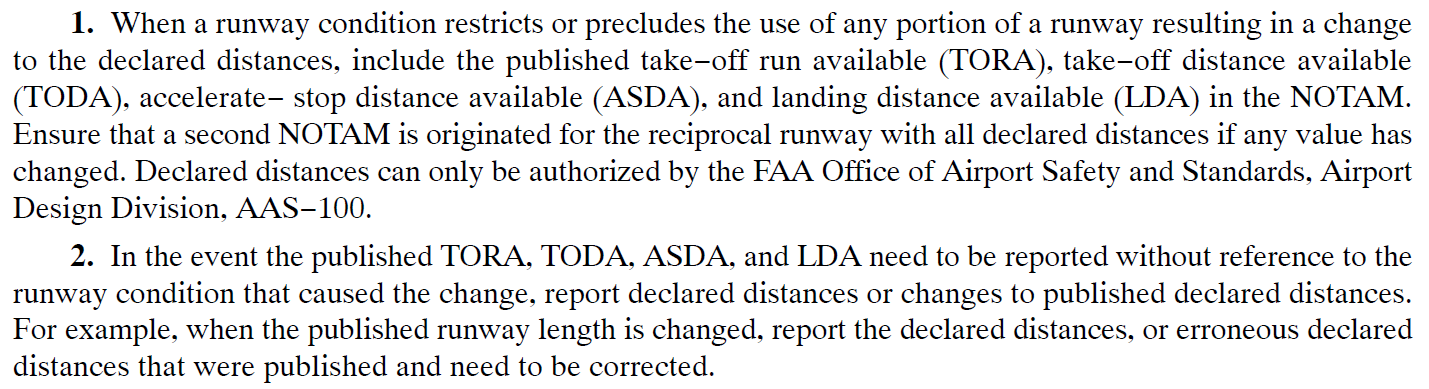 1. When a runway condition restricts or precludes the use of any portion of a runway resulting in a change
to the declared distances, include the published take−off run available (TORA), take−off distance available
(TODA), accelerate− stop distance available (ASDA), and landing distance available (LDA) in the NOTAM.
Ensure that a second NOTAM is originated for the reciprocal runway with all declared distances if any value has
changed. Declared distances can only be authorized by the FAA Office of Airport Safety and Standards, Airport
Design Division, AAS−100.
2. In the event the published TORA, TODA, ASDA, and LDA need to be reported without reference to the
runway condition that caused the change, report declared distances or changes to published declared distances.
For example, when the published runway length is changed, report the declared distances, or erroneous declared
distances that were published and need to be corrected.